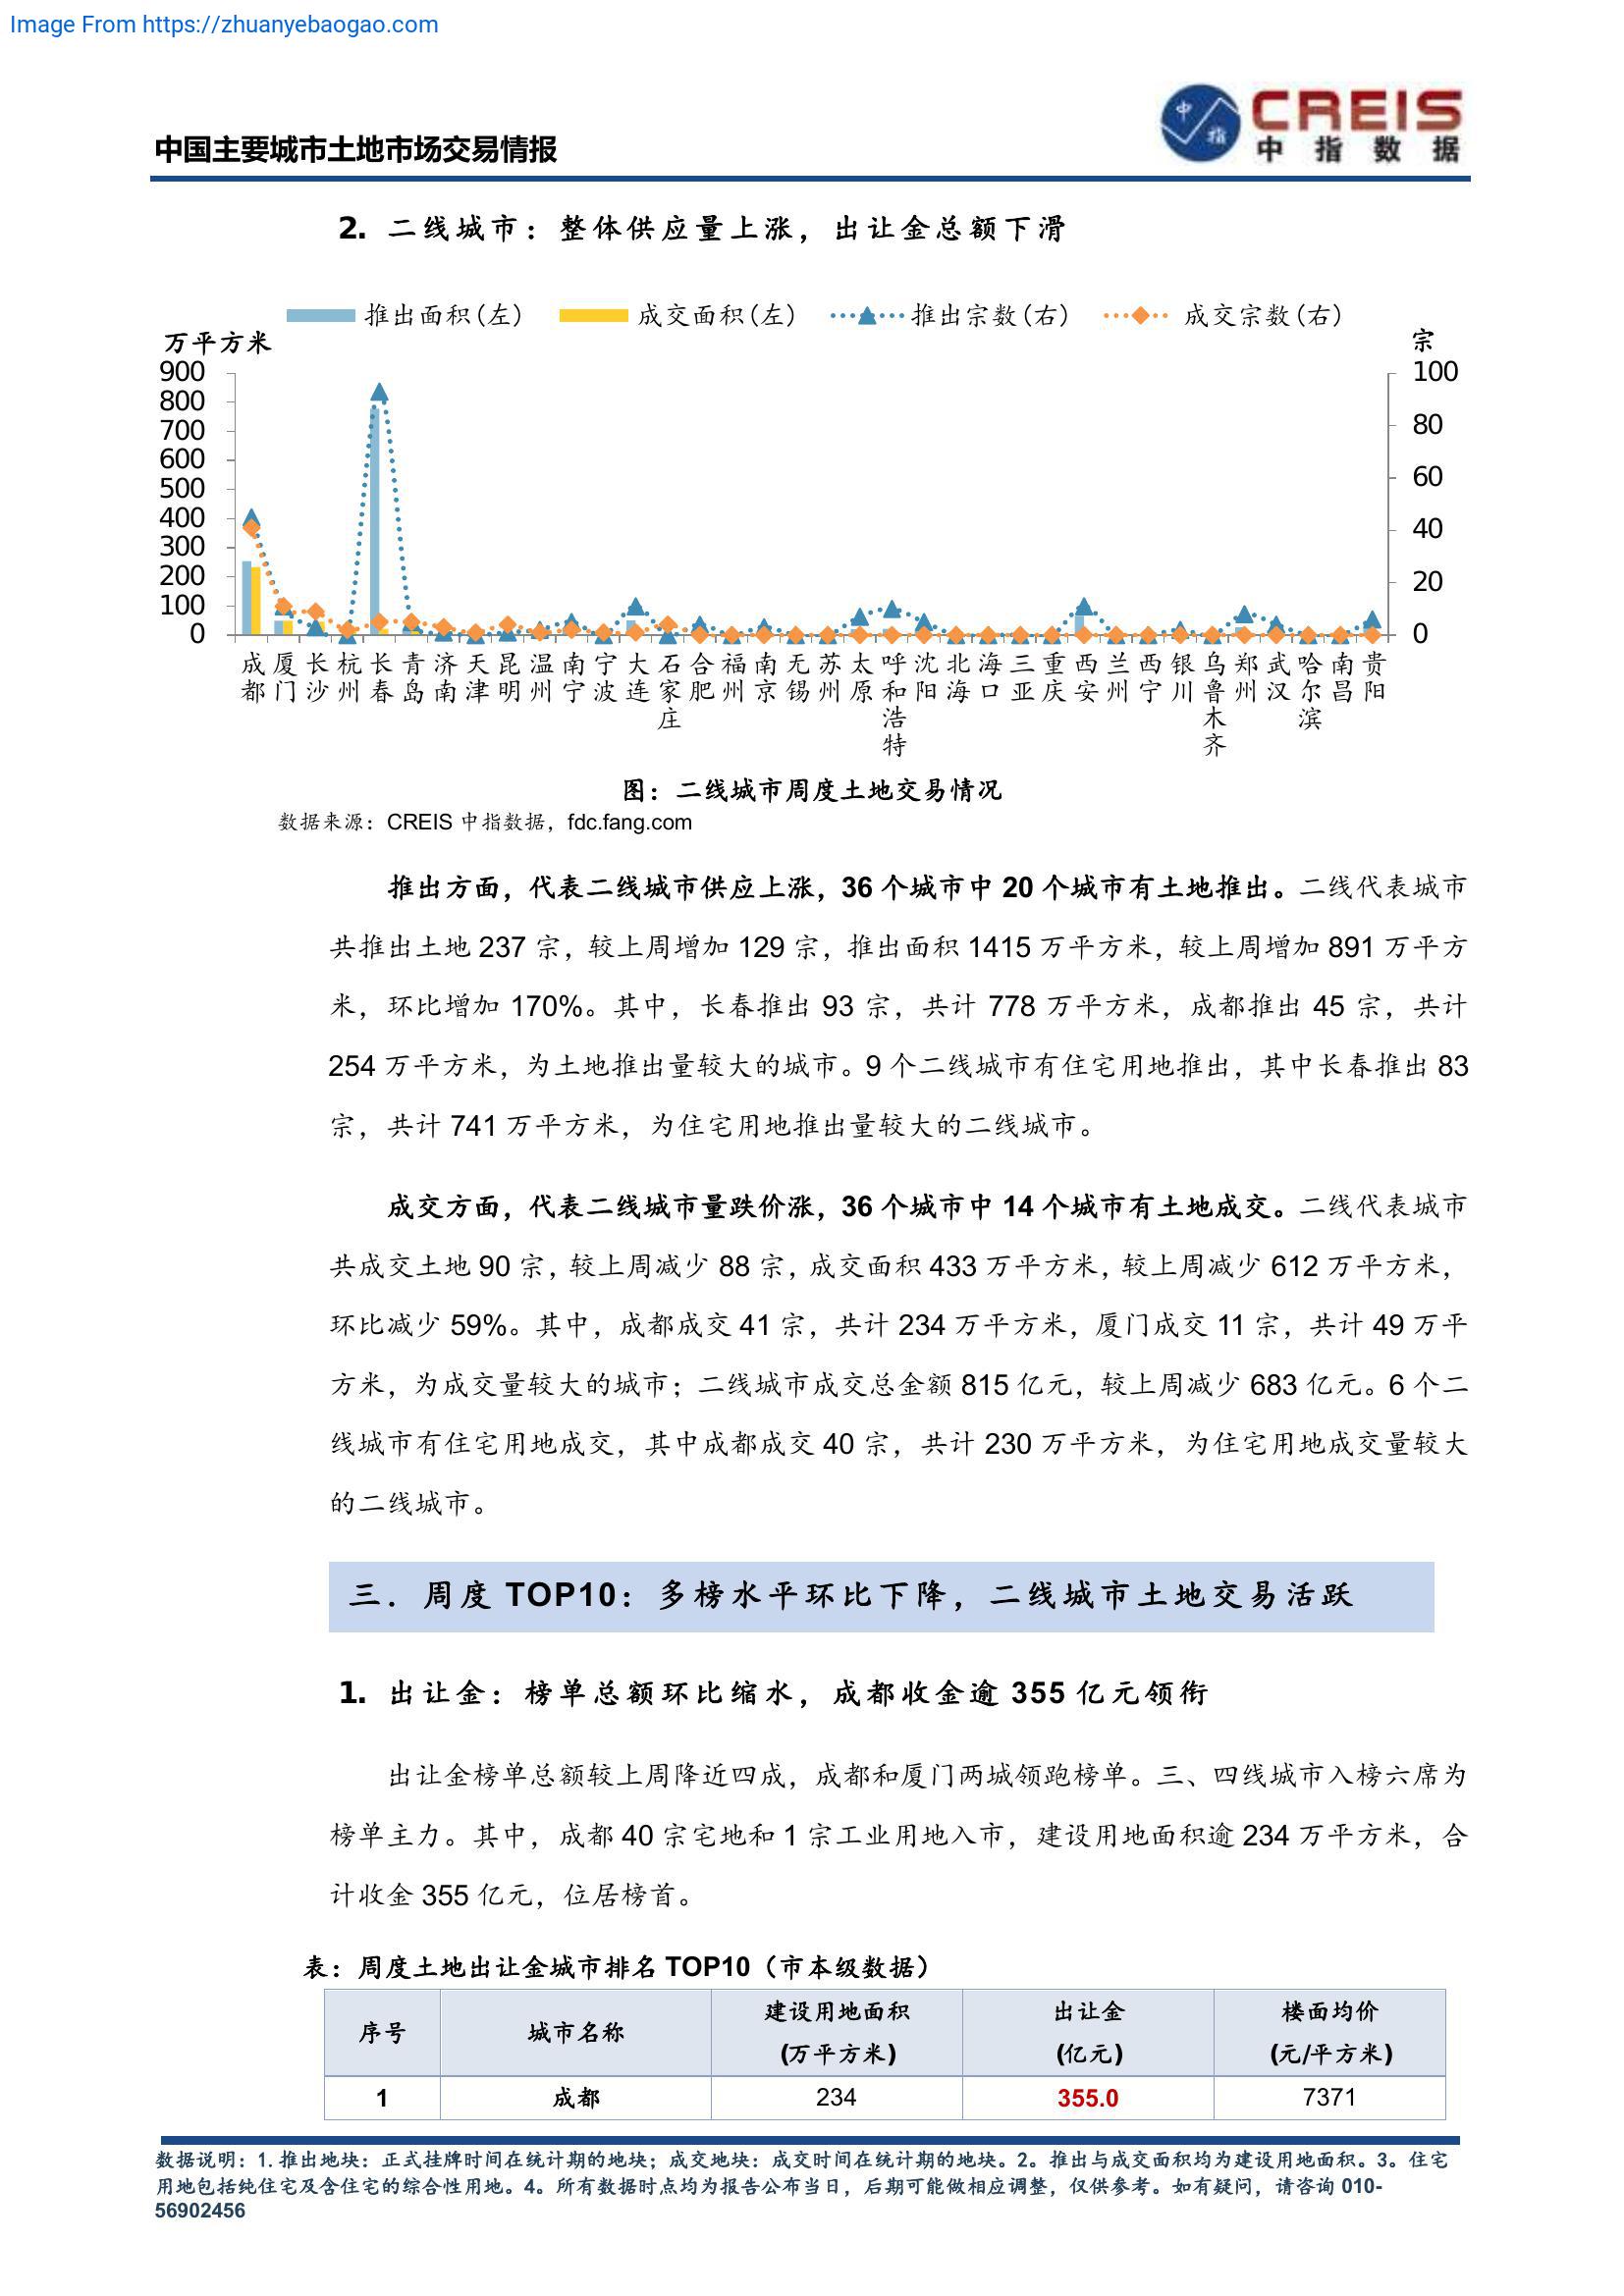 Image From https://zhuanyebaogao.com
中国主要城市土地市场交易情报
中指
CREIS
中指数据
2. 二线城市：整体供应量上涨，出让金总额下滑
推出面积(左) 成交面积(左) 推出宗数(右) 成交宗数(右)
万平方米 宗
900 100
800
700 80
600
500 60
400 40
300
200 20
100
0 0
成都 厦门 长沙 杭州 长春 青岛 济南 天津 昆明 温州 南宁 宁波 大连 石家庄 合肥 福州 南京 无锡 苏州 太原 呼和浩特 沈阳 北海 海口 三亚 重庆 西安 兰州 西宁 银川 乌鲁木齐 郑州 武汉 哈尔滨 南昌 贵阳
图：二线城市周度土地交易情况
数据来源：CREIS 中指数据，fdc.fang.com
推出方面，代表二线城市供应上涨，36 个城市中 20 个城市有土地推出。二线代表城市
共推出土地 237 宗，较上周增加 129 宗，推出面积 1415 万平方米，较上周增加 891 万平方
米，环比增加 170%。其中，长春推出 93 宗，共计 778 万平方米，成都推出 45 宗，共计
254 万平方米，为土地推出量较大的城市。9 个二线城市有住宅用地推出，其中长春推出 83
宗，共计 741 万平方米，为住宅用地推出量较大的二线城市。
成交方面，代表二线城市量跌价涨，36 个城市中 14 个城市有土地成交。二线代表城市
共成交土地 90 宗，较上周减少 88 宗，成交面积 433 万平方米，较上周减少 612 万平方米，
环比减少 59%。其中，成都成交 41 宗，共计 234 万平方米，厦门成交 11 宗，共计 49 万平
方米，为成交量较大的城市；二线城市成交总金额 815 亿元，较上周减少 683 亿元。6 个二
线城市有住宅用地成交，其中成都成交 40 宗，共计 230 万平方米，为住宅用地成交量较大
的二线城市。
三．周度 TOP10：多榜水平环比下降，二线城市土地交易活跃
1. 出让金：榜单总额环比缩水，成都收金逾 355 亿元领衔
出让金榜单总额较上周降近四成，成都和厦门两城领跑榜单。三、四线城市入榜六席为
榜单主力。其中，成都 40 宗宅地和 1 宗工业用地入市，建设用地面积逾 234 万平方米，合
计收金 355 亿元，位居榜首。
表：周度土地出让金城市排名 TOP10（市本级数据）
序号 城市名称 建设用地面积(万平方米) 出让金(亿元) 楼面均价(元/平方米)
1 成都 234 355.0 7371
数据说明：1.推出地块：正式挂牌时间在统计期的地块；成交地块：成交时间在统计期的地块。2。推出与成交面积均为建设用地面积。3。住宅
用地包括纯住宅及含住宅的综合性用地。4。所有数据时点均为报告公布当日，后期可能做相应调整，仅供参考。如有疑问，请咨询 010-
56902456